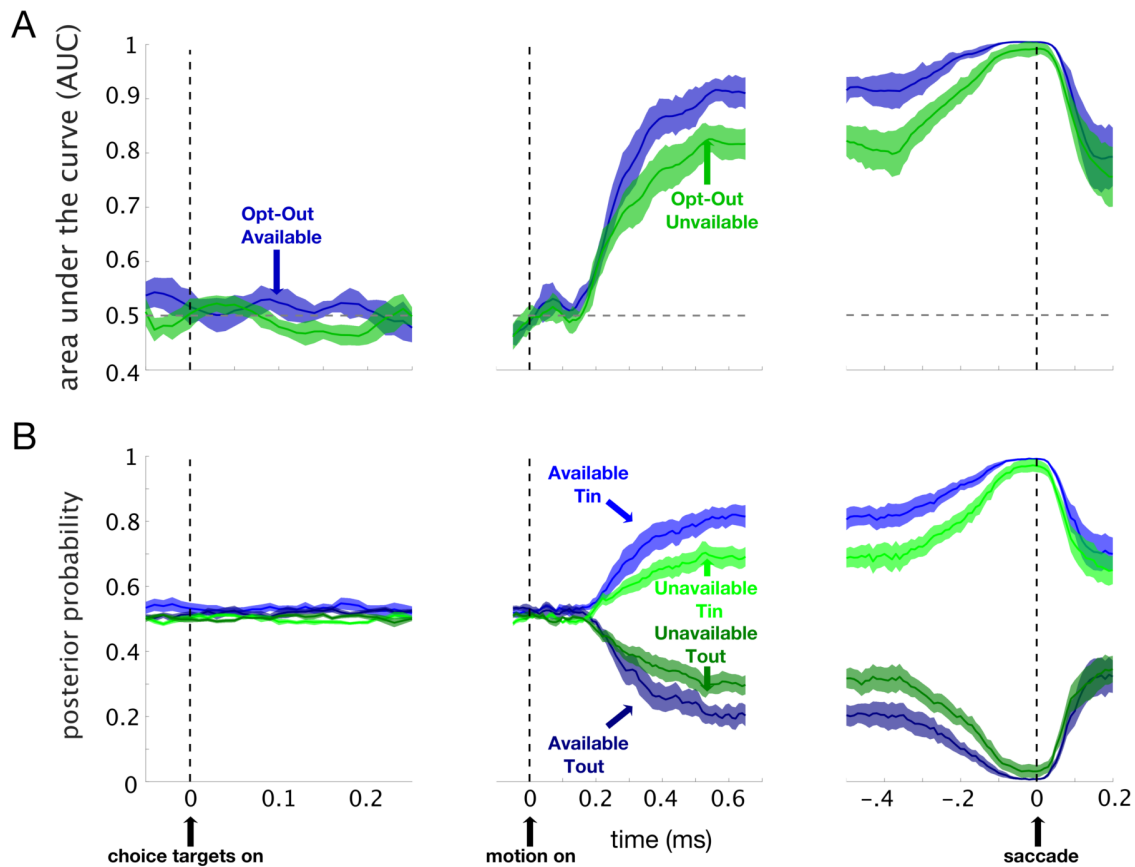 A
area under the curve (AUC)
1
0.9
0.8
0.7
0.6
0.5
0.4
Opt-Out
Available
Opt-Out
Unvailable
B
posterior probability
1
0.8
0.6
0.4
0.2
0
Available
Tin
Unavailable
Tin
Unavailable
Tout
Available
Tout
0 0.1 0.2
0 0.2 0.4 0.6
-.4 -.2 0 0.2
choice targets on
motion on
time (ms)
saccade